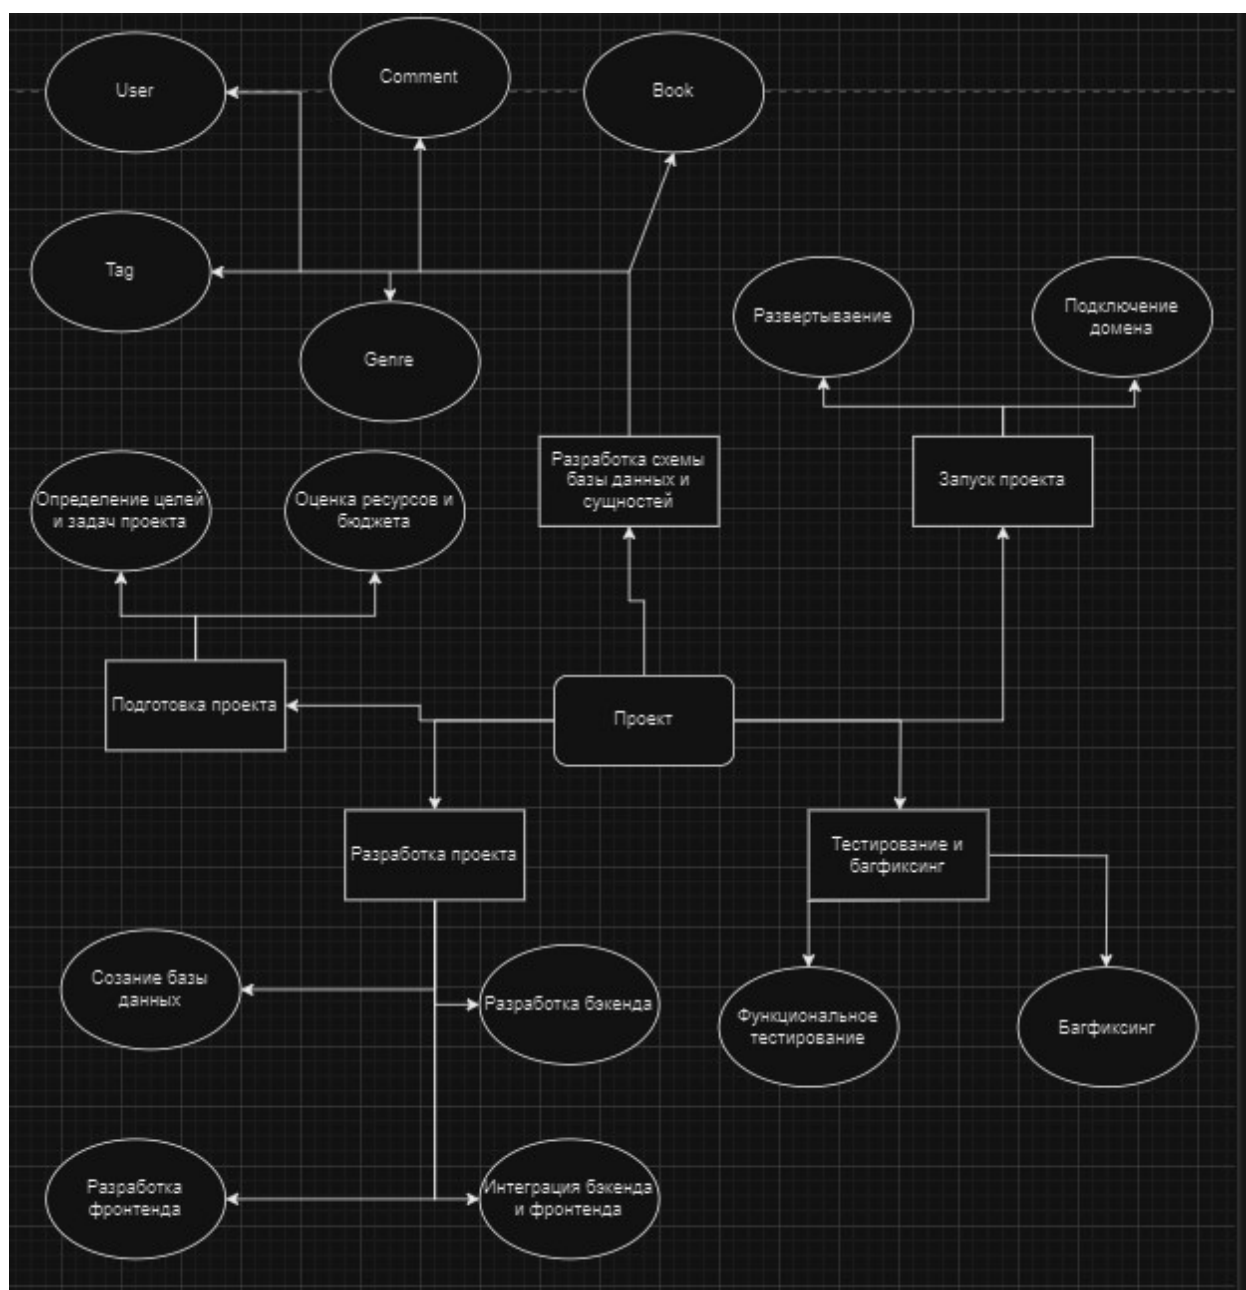 User
Comment
Book
Tag
Genre
Развертываение
Подключение
домена
Разработка схемы
базы данных и
сущностей
Запуск проекта
Определение целей
и задач проекта
Оценка ресурсов и
бюджета
Подготовка проекта
Проект
Разработка проекта
Тестирование и
багфиксинг
Созание базы
данных
Разработка бэкенда
Функциональное
тестирование
Багфиксинг
Разработка
фронтенда
Интеграция бэкенда
и фронтенда